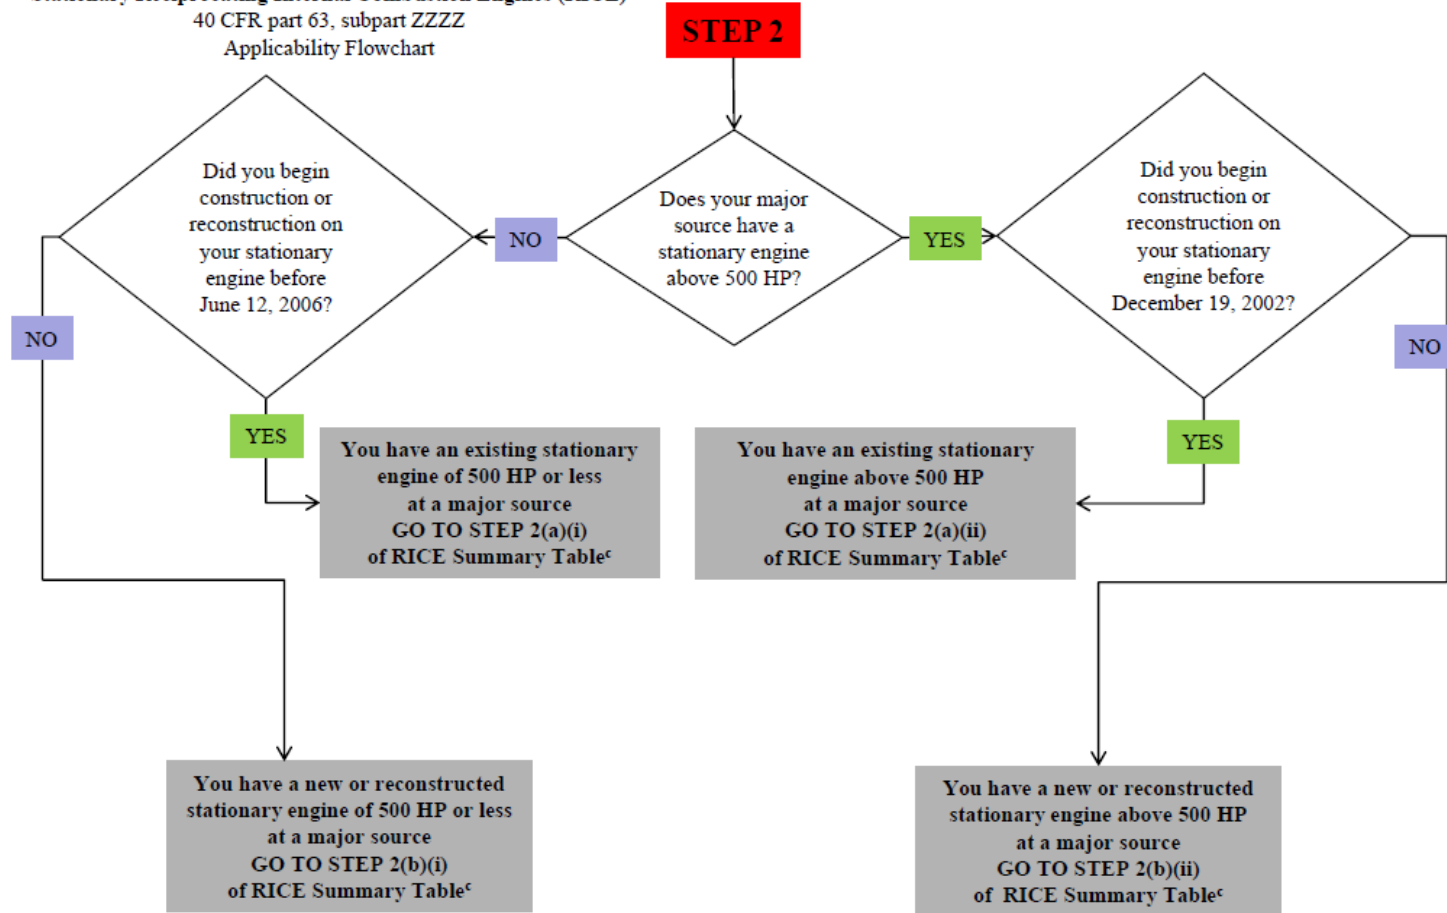 40 CFR part 63, subpart ZZZZ
Applicability Flowchart
STEP 2
Did you begin
construction or
reconstruction on
your stationary
engine before
June 12, 2006?
NO
Does your major
source have a
stationary engine
above 500 HP?
YES
Did you begin
construction or
reconstruction on
your stationary
engine before
December 19, 2002?
NO
NO
YES
YES
You have an existing stationary
engine of 500 HP or less
at a major source
GO TO STEP 2(a)(i)
of RICE Summary Tableᶜ
You have an existing stationary
engine above 500 HP
at a major source
GO TO STEP 2(a)(ii)
of RICE Summary Tableᶜ
You have a new or reconstructed
stationary engine of 500 HP or less
at a major source
GO TO STEP 2(b)(i)
of RICE Summary Tableᶜ
You have a new or reconstructed
stationary engine above 500 HP
at a major source
GO TO STEP 2(b)(ii)
of RICE Summary Tableᶜ